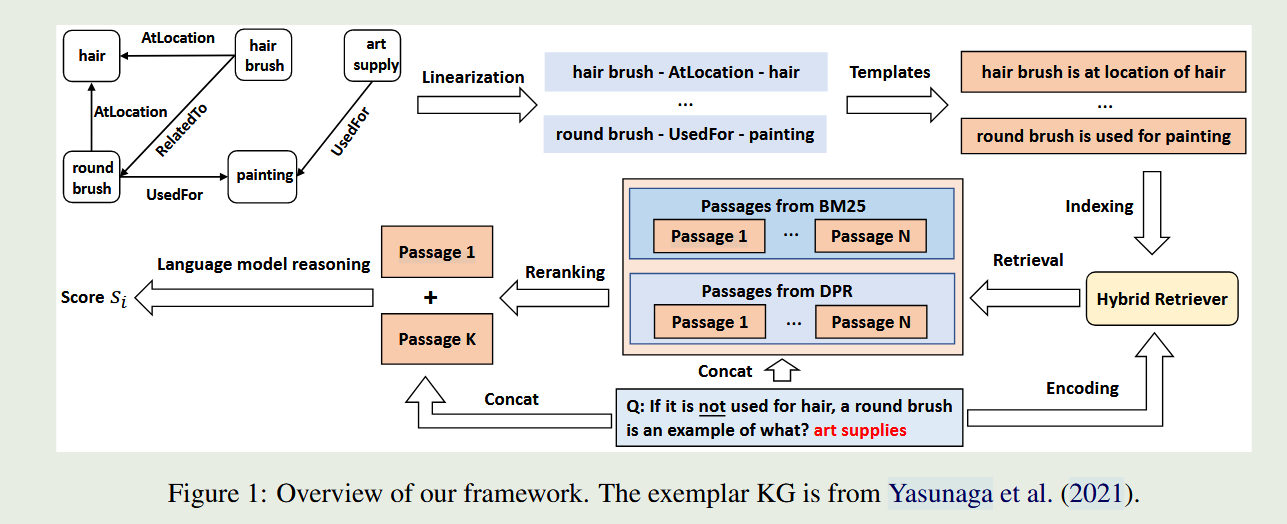 hair
AtLocation
hair
brush
art
supply
AtLocation
RelatedTo
UsedFor
round
brush
UsedFor
painting
Linearization
hair brush - AtLocation - hair
...
round brush - UsedFor - painting
Templates
hair brush is at location of hair
...
round brush is used for painting
Indexing
Hybrid Retriever
Retrieval
Passages from BM25
Passage 1 ... Passage N
Passages from DPR
Passage 1 ... Passage N
Reranking
Passage 1
+
Passage K
Language model reasoning
Score Si
Concat
Concat
Encoding
Q: If it is not used for hair, a round brush
is an example of what? art supplies
Figure 1: Overview of our framework. The exemplar KG is from Yasunaga et al. (2021).